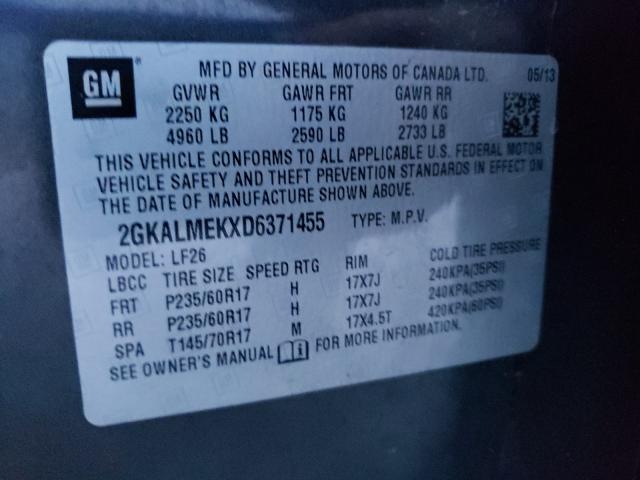 GM
MFD BY GENERAL MOTORS OF CANADA LTD. 05/13
GVWR GAWR FRT GAWR RR
2250 KG 1175 KG 1240 KG
4960 LB 2590 LB 2733 LB
THIS VEHICLE CONFORMS TO ALL APPLICABLE U.S. FEDERAL MOTOR
VEHICLE SAFETY AND THEFT PREVENTION STANDARDS IN EFFECT ON
THE DATE OF MANUFACTURE SHOWN ABOVE.
2GKALMEKXD6371455 TYPE: M.P.V.
MODEL: LF26
LBCC TIRE SIZE SPEED RTG RIM COLD TIRE PRESSURE
FRT P235/60R17 H 17X7J 240KPA(35PSI)
RR P235/60R17 H 17X7J 240KPA(35PSI)
SPA T145/70R17 M 17X4.5T 420KPA(60PSI)
SEE OWNER'S MANUAL FOR MORE INFORMATION.